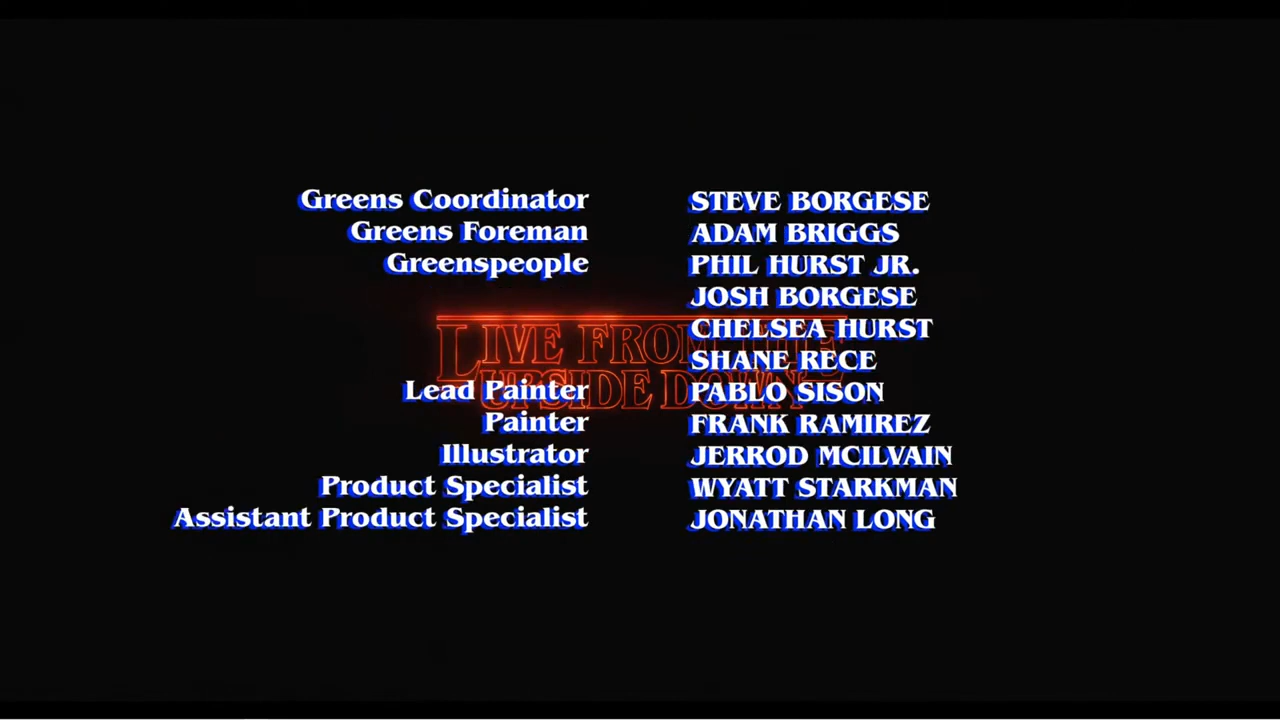 Greens Coordinator STEVE BORGESE
Greens Foreman ADAM BRIGGS
Greenspeople PHIL HURST JR.
JOSH BORGESE
CHELSEA HURST
SHANE RECE
Lead Painter PABLO SISON
Painter FRANK RAMIREZ
Illustrator JERROD MCILVAIN
Product Specialist WYATT STARKMAN
Assistant Product Specialist JONATHAN LONG
LIVE FROM THE
UPSIDE DOWN